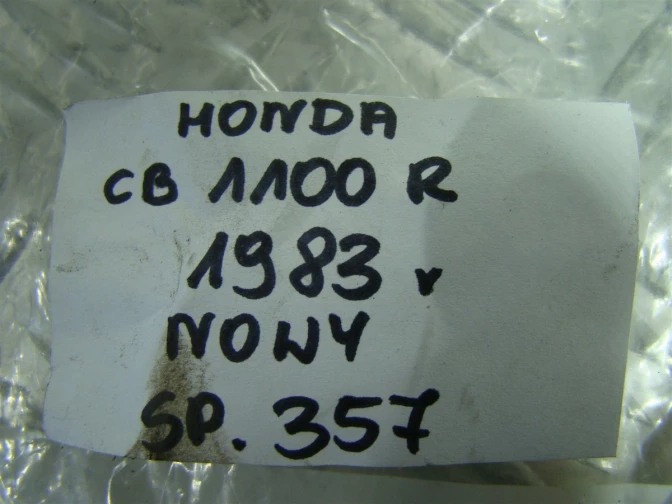 HONDA
CB 1100 R
1983 r
NOWY
SP. 357